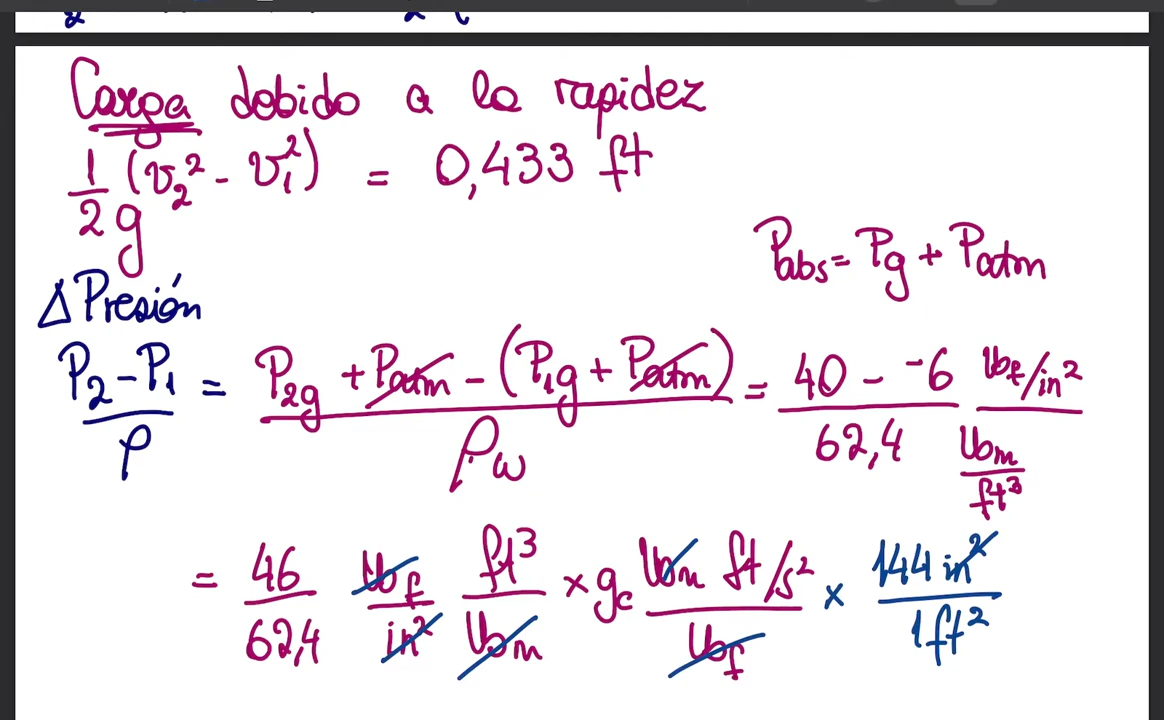 Carga debido a la rapidez
1/2g (v₂² - v₁²) = 0,433 ft
Pabs = Pg + Patm
Δ Presión
P₂-P₁/ρ = P₂g + Patm - (P₁g + Patm)/ρw = 40 - -6/62,4 lbf/in²/lbm/ft³
= 46/62,4 lbf/in² ft³/lbm × gc lbm ft/s²/lbf × 144 in²/1ft²